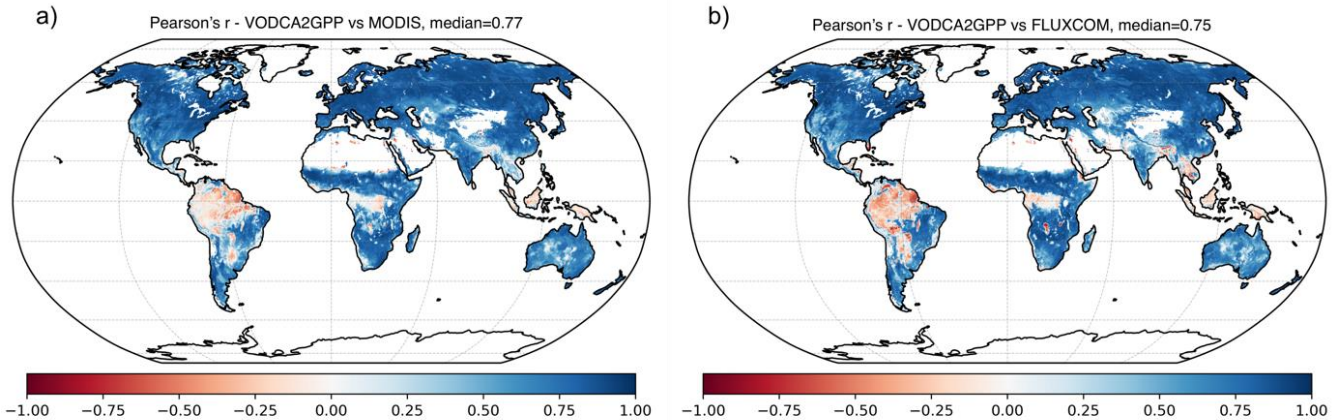 a)
Pearson's r - VODCA2GPP vs MODIS, median=0.77
−1.00 −0.75 −0.50 −0.25 0.00 0.25 0.50 0.75 1.00
b)
Pearson's r - VODCA2GPP vs FLUXCOM, median=0.75
−1.00 −0.75 −0.50 −0.25 0.00 0.25 0.50 0.75 1.00